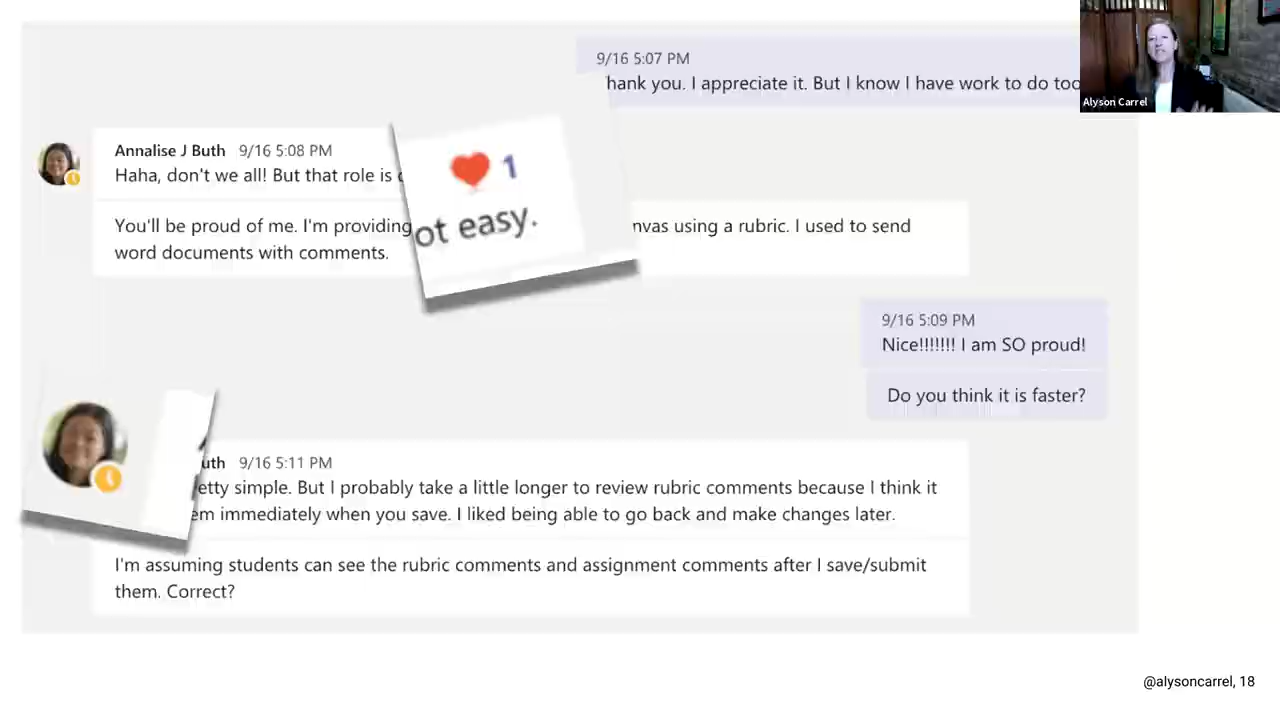 9/16 5:07 PM
hank you. I appreciate it. But I know I have work to do too
Alyson Carrel
Annalise J Buth 9/16 5:08 PM
Haha, don't we all! But that role is
❤ 1
ot easy.
You'll be proud of me. I'm providing nvas using a rubric. I used to send
word documents with comments.
9/16 5:09 PM
Nice!!!!!!! I am SO proud!
Do you think it is faster?
uth 9/16 5:11 PM
etty simple. But I probably take a little longer to review rubric comments because I think it
em immediately when you save. I liked being able to go back and make changes later.
I'm assuming students can see the rubric comments and assignment comments after I save/submit
them. Correct?
@alysoncarrel, 18